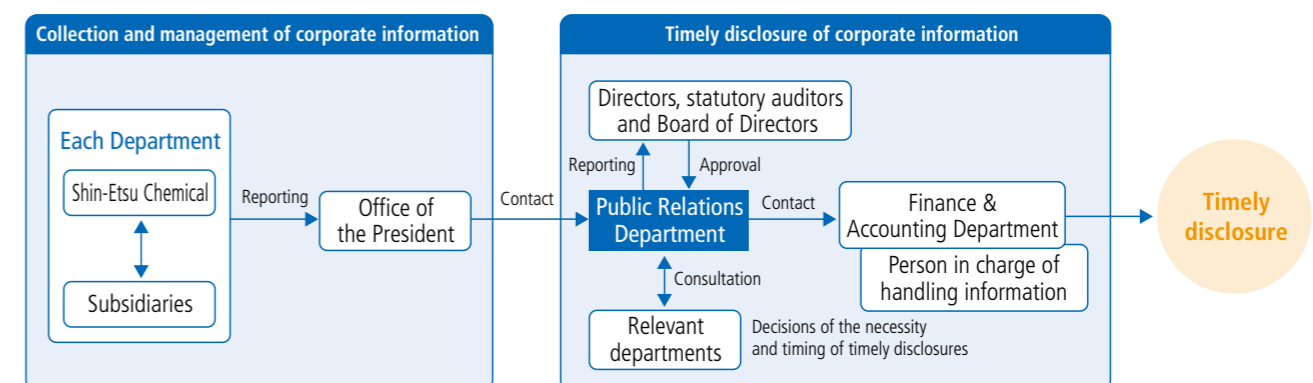 Collection and management of corporate information
Each Department
Shin-Etsu Chemical
Subsidiaries
Reporting
Office of
the President
Contact
Timely disclosure of corporate information
Directors, statutory auditors
and Board of Directors
Reporting
Approval
Public Relations
Department
Consultation
Relevant
departments
Decisions of the necessity
and timing of timely disclosures
Contact
Finance &
Accounting Department
Person in charge of
handling information
Timely
disclosure